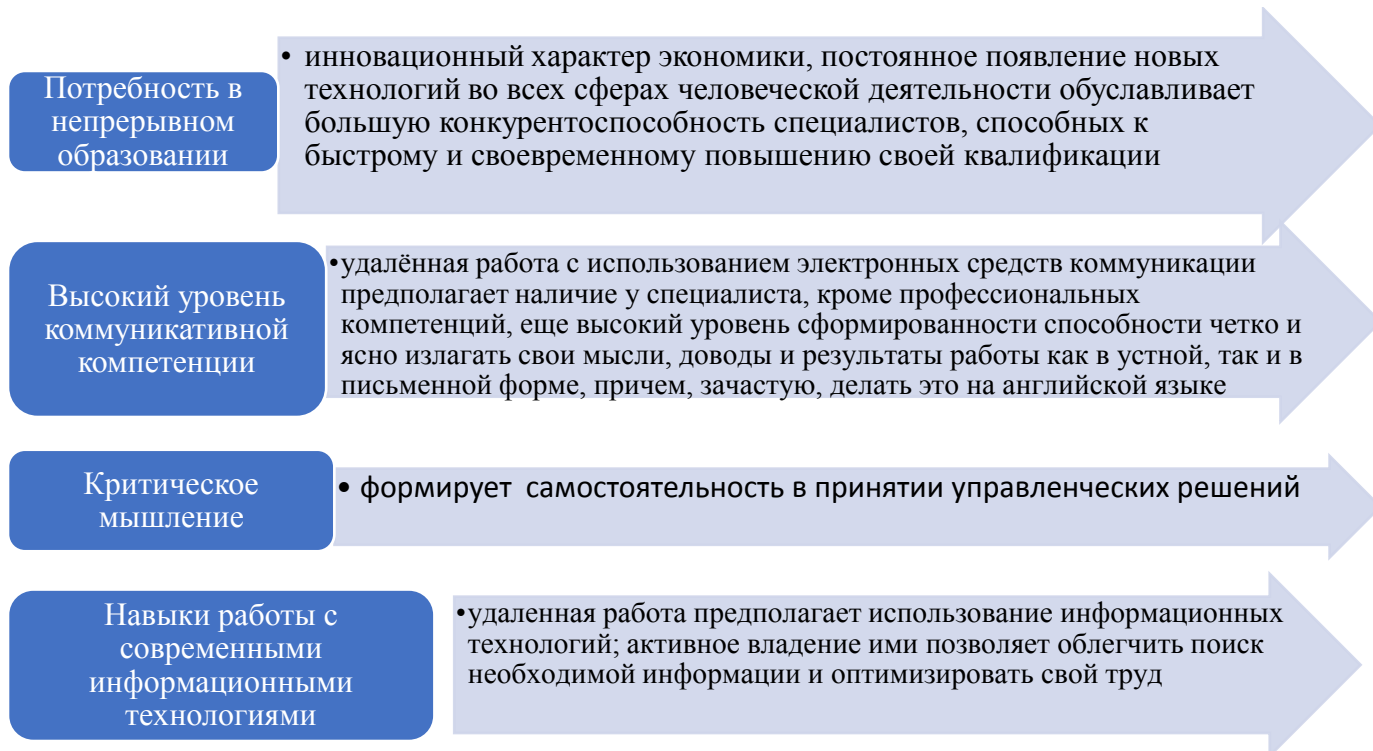 Потребность в
непрерывном
образовании
• инновационный характер экономики, постоянное появление новых
технологий во всех сферах человеческой деятельности обуславливает
большую конкурентоспособность специалистов, способных к
быстрому и своевременному повышению своей квалификации
Высокий уровень
коммуникативной
компетенции
•удалённая работа с использованием электронных средств коммуникации
предполагает наличие у специалиста, кроме профессиональных
компетенций, еще высокий уровень сформированности способности четко и
ясно излагать свои мысли, доводы и результаты работы как в устной, так и в
письменной форме, причем, зачастую, делать это на английской языке
Критическое
мышление
• формирует самостоятельность в принятии управленческих решений
Навыки работы с
современными
информационными
технологиями
•удаленная работа предполагает использование информационных
технологий; активное владение ими позволяет облегчить поиск
необходимой информации и оптимизировать свой труд